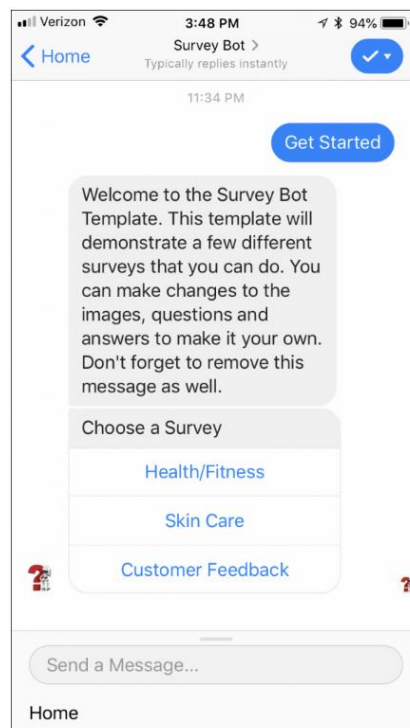 Verizon 3:48 PM 94%
Home Survey Bot >
Typically replies instantly
11:34 PM
Get Started
Welcome to the Survey Bot
Template. This template will
demonstrate a few different
surveys that you can do. You
can make changes to the
images, questions and
answers to make it your own.
Don't forget to remove this
message as well.
Choose a Survey
Health/Fitness
Skin Care
Customer Feedback
Send a Message...
Home